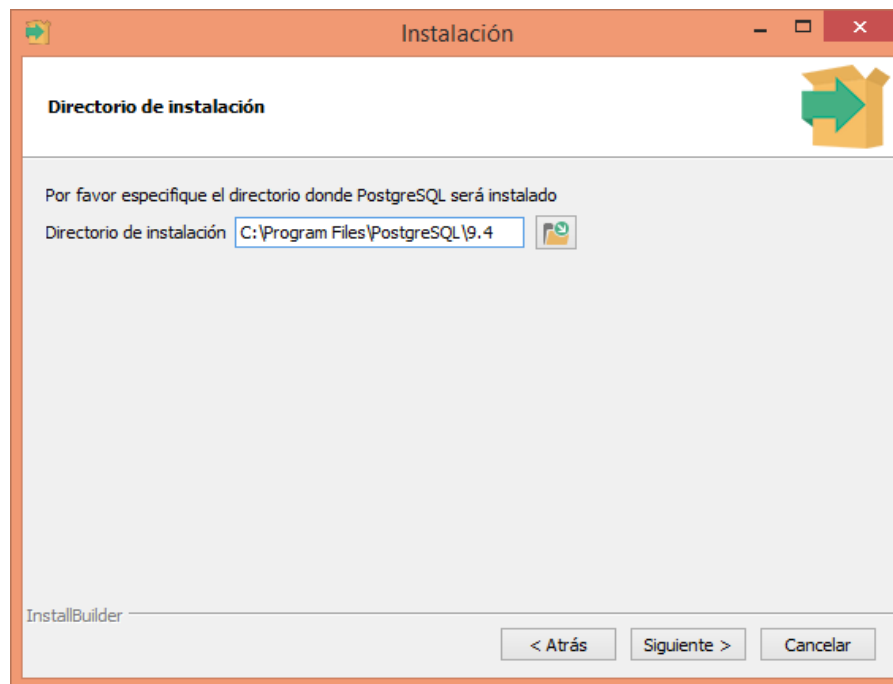 Instalación
Directorio de instalación
Por favor especifique el directorio donde PostgreSQL será instalado
Directorio de instalación C:\Program Files\PostgreSQL\9.4
InstallBuilder
< Atrás Siguiente > Cancelar